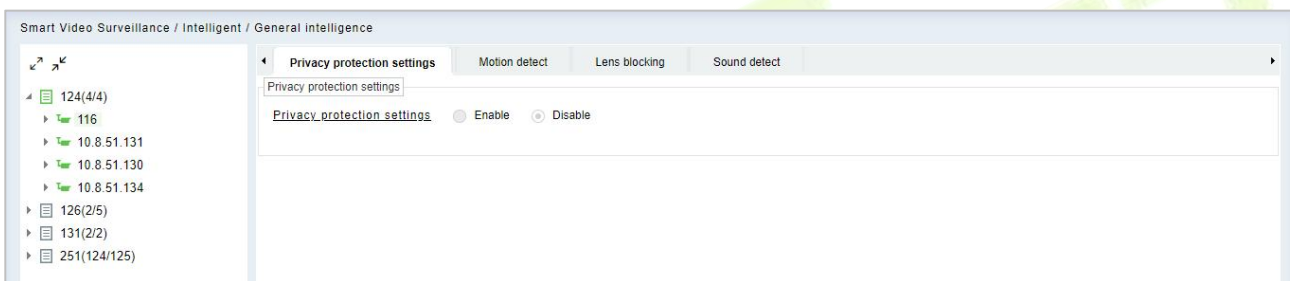 Smart Video Surveillance / Intelligent / General intelligence
Privacy protection settings Motion detect Lens blocking Sound detect
Privacy protection settings
Privacy protection settings Enable Disable
124(4/4)
116
10.8.51.131
10.8.51.130
10.8.51.134
126(2/5)
131(2/2)
251(124/125)